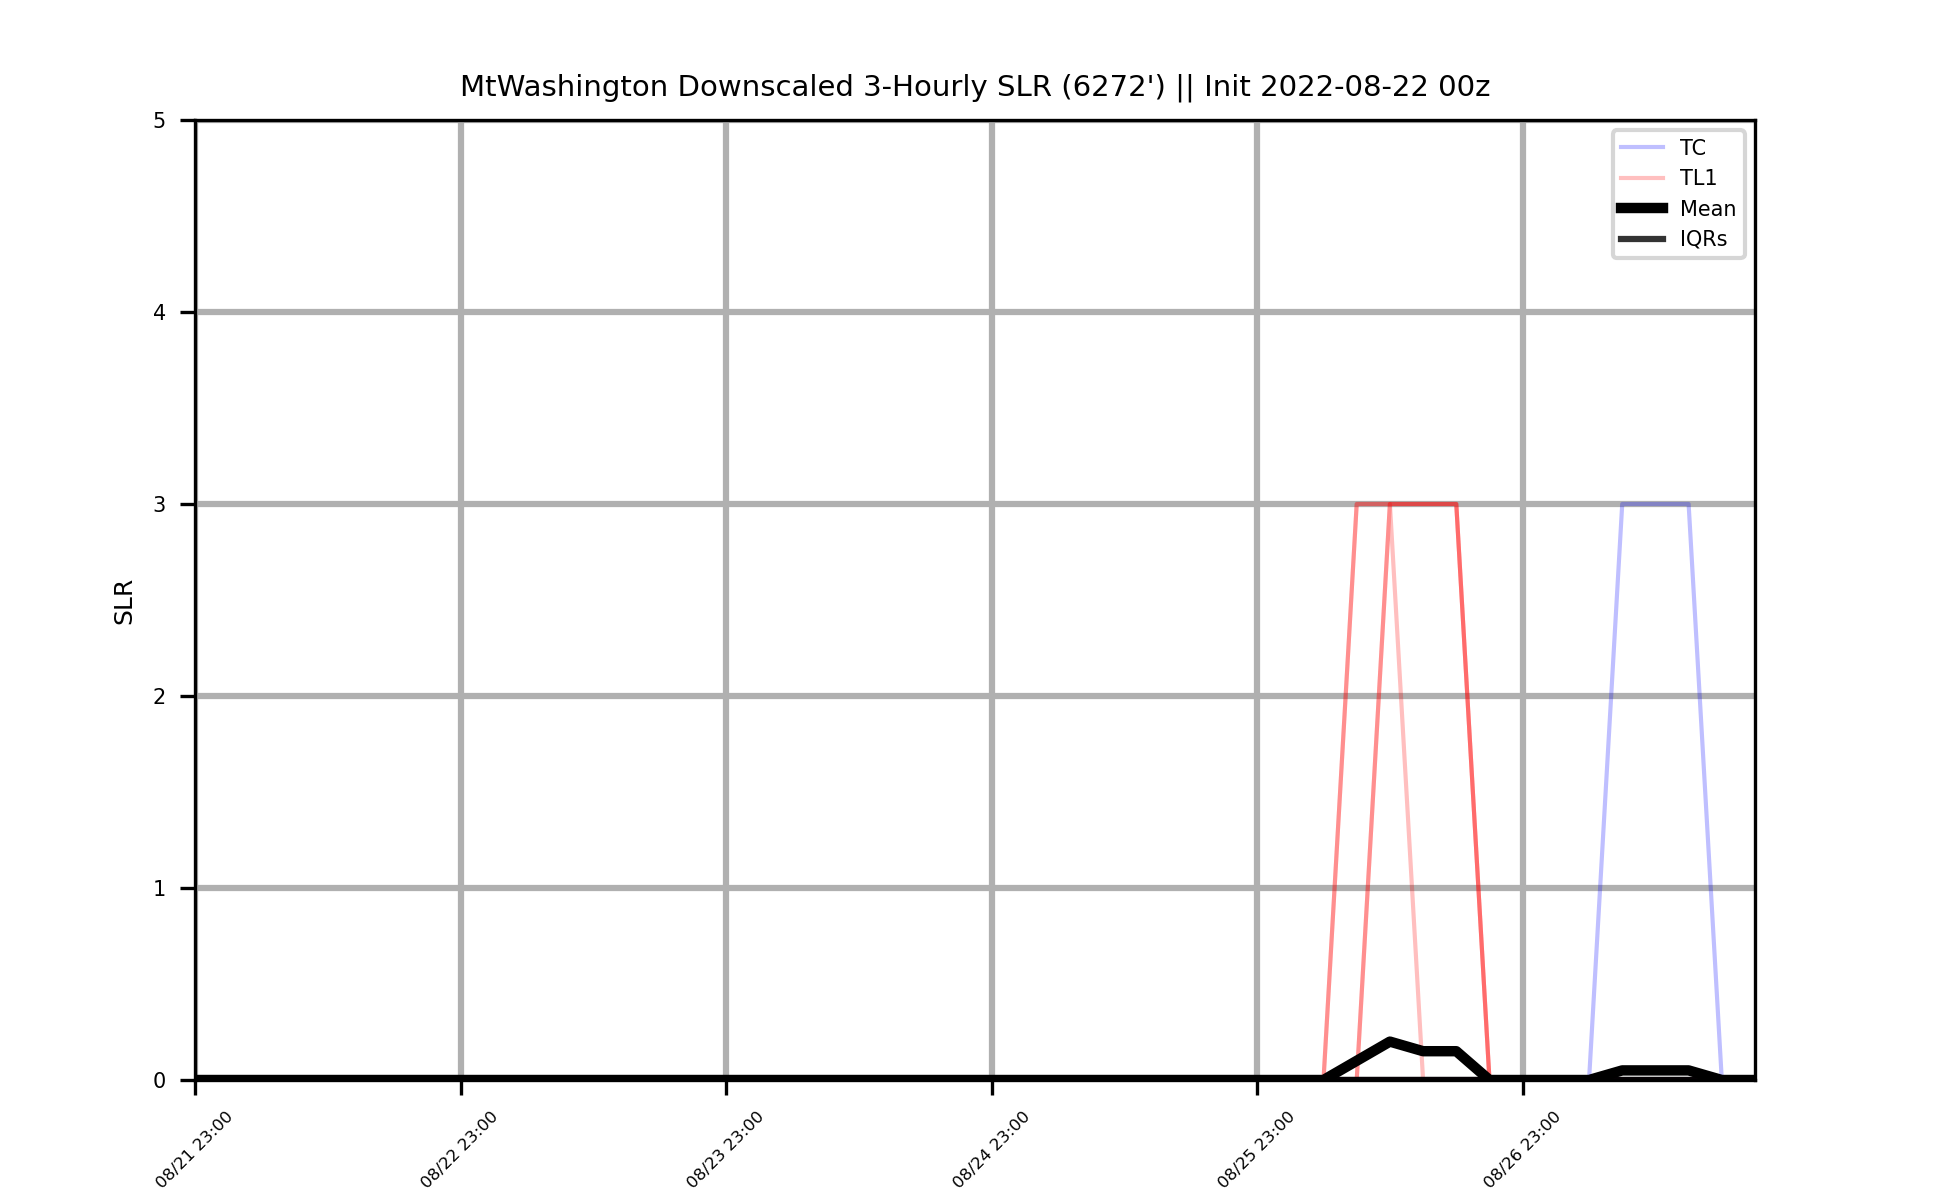 MtWashington Downscaled 3-Hourly SLR (6272') || Init 2022-08-22 00z
5
4
3
2
1
0
SLR
TC
TL1
Mean
IQRs
08/21 23:00
08/22 23:00
08/23 23:00
08/24 23:00
08/25 23:00
08/26 23:00